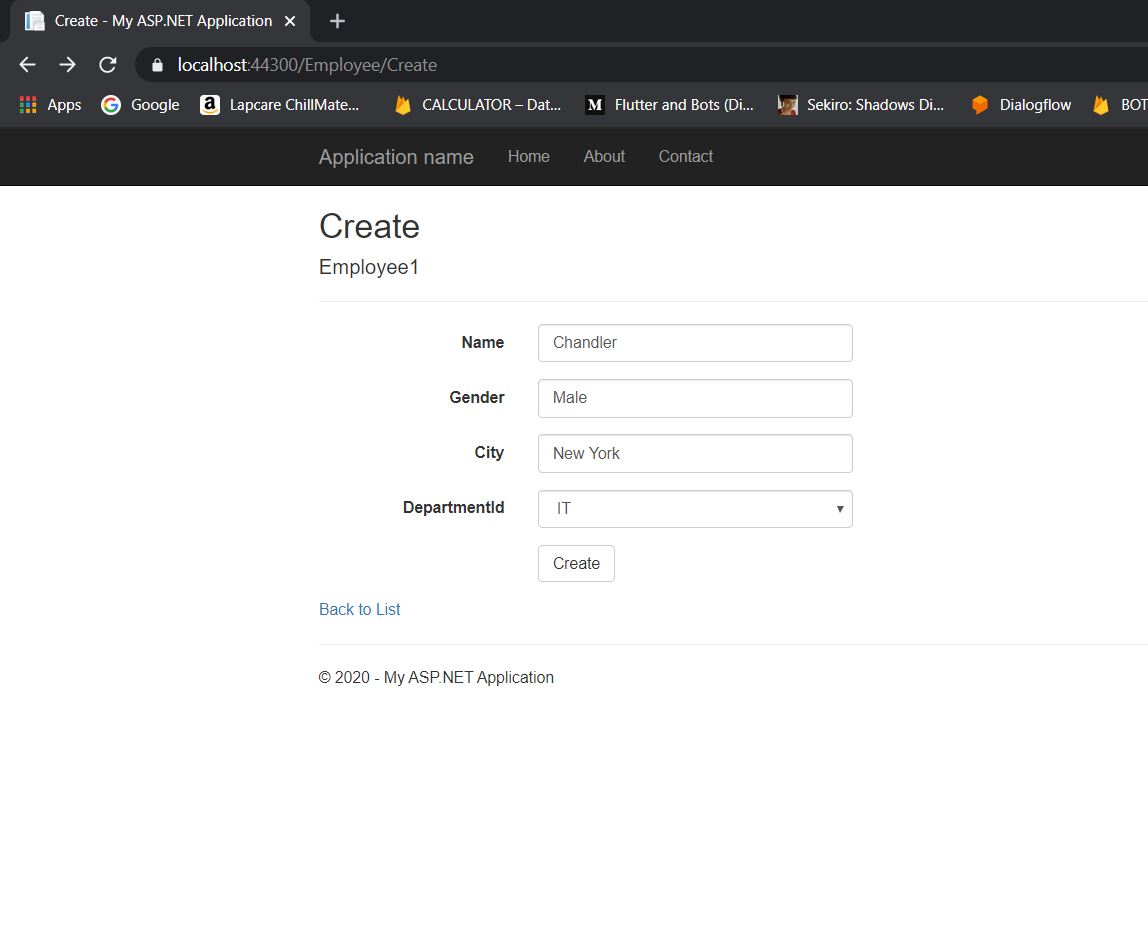 Create - My ASP.NET Application
localhost:44300/Employee/Create
Apps Google Lapcare ChillMate... CALCULATOR – Dat... Flutter and Bots (Di... Sekiro: Shadows Di... Dialogflow BOT
Application name Home About Contact
Create
Employee1
Name Chandler
Gender Male
City New York
DepartmentId IT
Create
Back to List
© 2020 - My ASP.NET Application